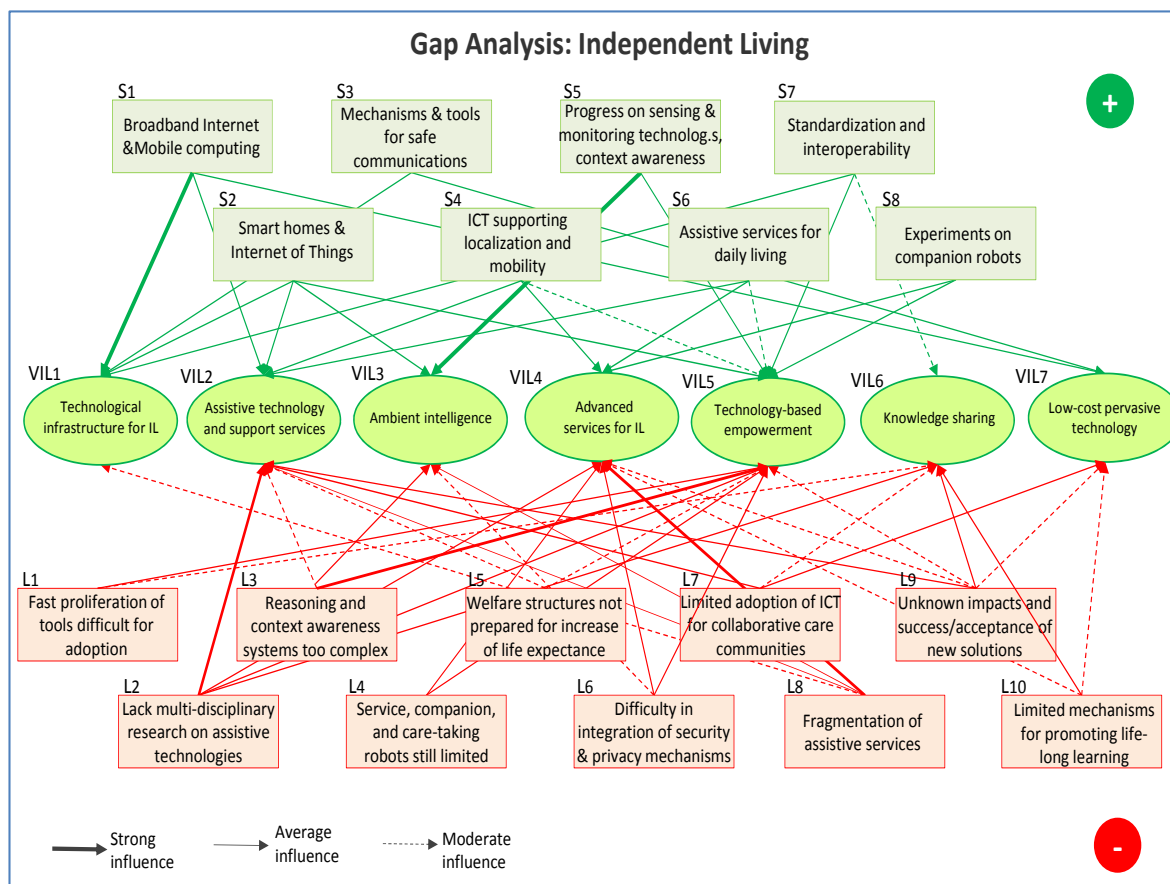 Gap Analysis: Independent Living
+
S1
Broadband Internet
&Mobile computing
S3
Mechanisms & tools
for safe
communications
S5
Progress on sensing &
monitoring technolog.s,
context awareness
S7
Standardization and
interoperability
S2
Smart homes &
Internet of Things
S4
ICT supporting
localization and
mobility
S6
Assistive services for
daily living
S8
Experiments on
companion robots
VIL1
Technological
infrastructure for IL
VIL2
Assistive technology
and support services
VIL3
Ambient intelligence
VIL4
Advanced
services for IL
VIL5
Technology-based
empowerment
VIL6
Knowledge sharing
VIL7
Low-cost pervasive
technology
L1
Fast proliferation of
tools difficult for
adoption
L3
Reasoning and
context awareness
systems too complex
L5
Welfare structures not
prepared for increase
of life expectance
L7
Limited adoption of ICT
for collaborative care
communities
L9
Unknown impacts and
success/acceptance of
new solutions
L2
Lack multi-disciplinary
research on assistive
technologies
L4
Service, companion,
and care-taking
robots still limited
L6
Difficulty in
integration of security
& privacy mechanisms
L8
Fragmentation of
assistive services
L10
Limited mechanisms
for promoting life-
long learning
Strong
influence
Average
influence
Moderate
influence
-